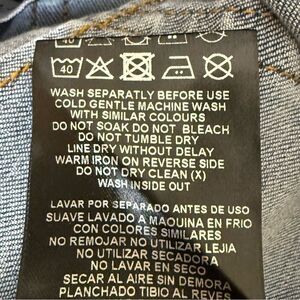 40
40
WASH SEPARATLY BEFORE USE
COLD GENTLE MACHINE WASH
WITH SIMILAR COLOURS
DO NOT SOAK DO NOT BLEACH
DO NOT TUMBLE DRY
LINE DRY WITHOUT DELAY
WARM IRON ON REVERSE SIDE
DO NOT DRY CLEAN (X)
WASH INSIDE OUT
LAVAR POR SEPARADO ANTES DE USO
SUAVE LAVADO A MAQUINA EN FRIO
CON COLORES SIMILARES
NO REMOJAR NO UTILIZAR LEJIA
NO UTILIZAR SECADORA
NO LAVAR EN SECO
SECAR AL AIRE SIN DEMORA
PLANCHADO TIBIO AL REVES